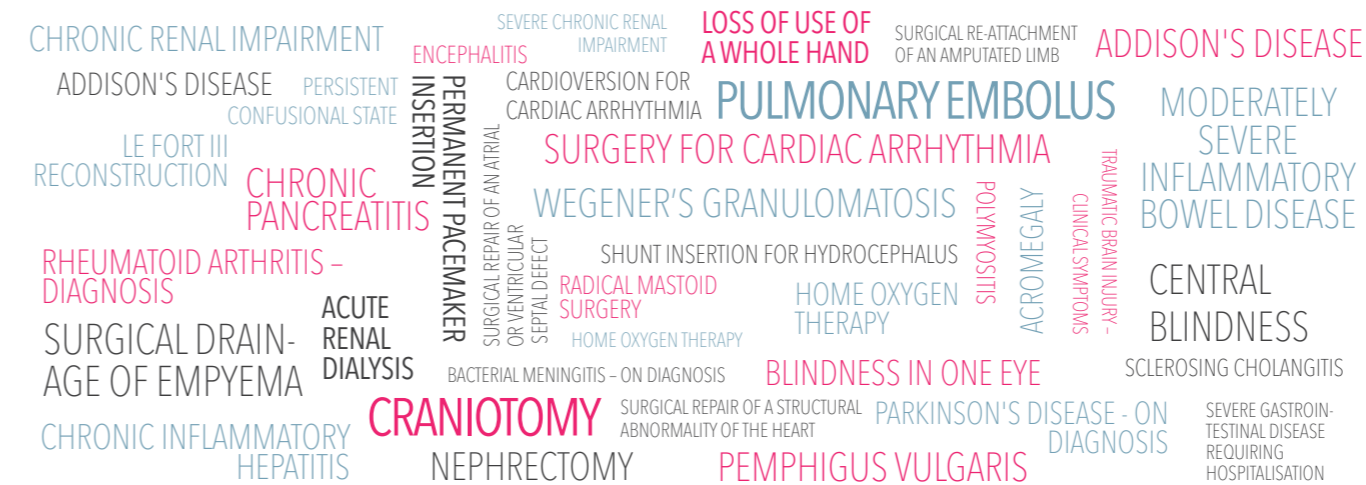 CHRONIC RENAL IMPAIRMENT
SEVERE CHRONIC RENAL
IMPAIRMENT
ENCEPHALITIS
LOSS OF USE OF
A WHOLE HAND
SURGICAL RE-ATTACHMENT
OF AN AMPUTATED LIMB
ADDISON'S DISEASE
ADDISON'S DISEASE
PERSISTENT
CONFUSIONAL STATE
PERMANENT PACEMAKER
INSERTION
CARDIOVERSION FOR
CARDIAC ARRHYTHMIA
PULMONARY EMBOLUS
MODERATELY
SEVERE
INFLAMMATORY
BOWEL DISEASE
LE FORT III
RECONSTRUCTION
CHRONIC
PANCREATITIS
SURGICAL REPAIR OF AN ATRIAL
OR VENTRICULAR
SEPTAL DEFECT
SURGERY FOR CARDIAC ARRHYTHMIA
WEGENER’S GRANULOMATOSIS
POLYMYOSITIS
ACROMEGALY
TRAUMATIC BRAIN INJURY –
CLINICAL SYMPTOMS
RHEUMATOID ARTHRITIS –
DIAGNOSIS
SHUNT INSERTION FOR HYDROCEPHALUS
RADICAL MASTOID
SURGERY
HOME OXYGEN
THERAPY
CENTRAL
BLINDNESS
ACUTE
RENAL
DIALYSIS
SURGICAL DRAIN-
AGE OF EMPYEMA
HOME OXYGEN THERAPY
BACTERIAL MENINGITIS – ON DIAGNOSIS
BLINDNESS IN ONE EYE
SCLEROSING CHOLANGITIS
CRANIOTOMY
SURGICAL REPAIR OF A STRUCTURAL
ABNORMALITY OF THE HEART
PARKINSON'S DISEASE - ON
DIAGNOSIS
SEVERE GASTROIN-
TESTINAL DISEASE
REQUIRING
HOSPITALISATION
CHRONIC INFLAMMATORY
HEPATITIS
NEPHRECTOMY
PEMPHIGUS VULGARIS